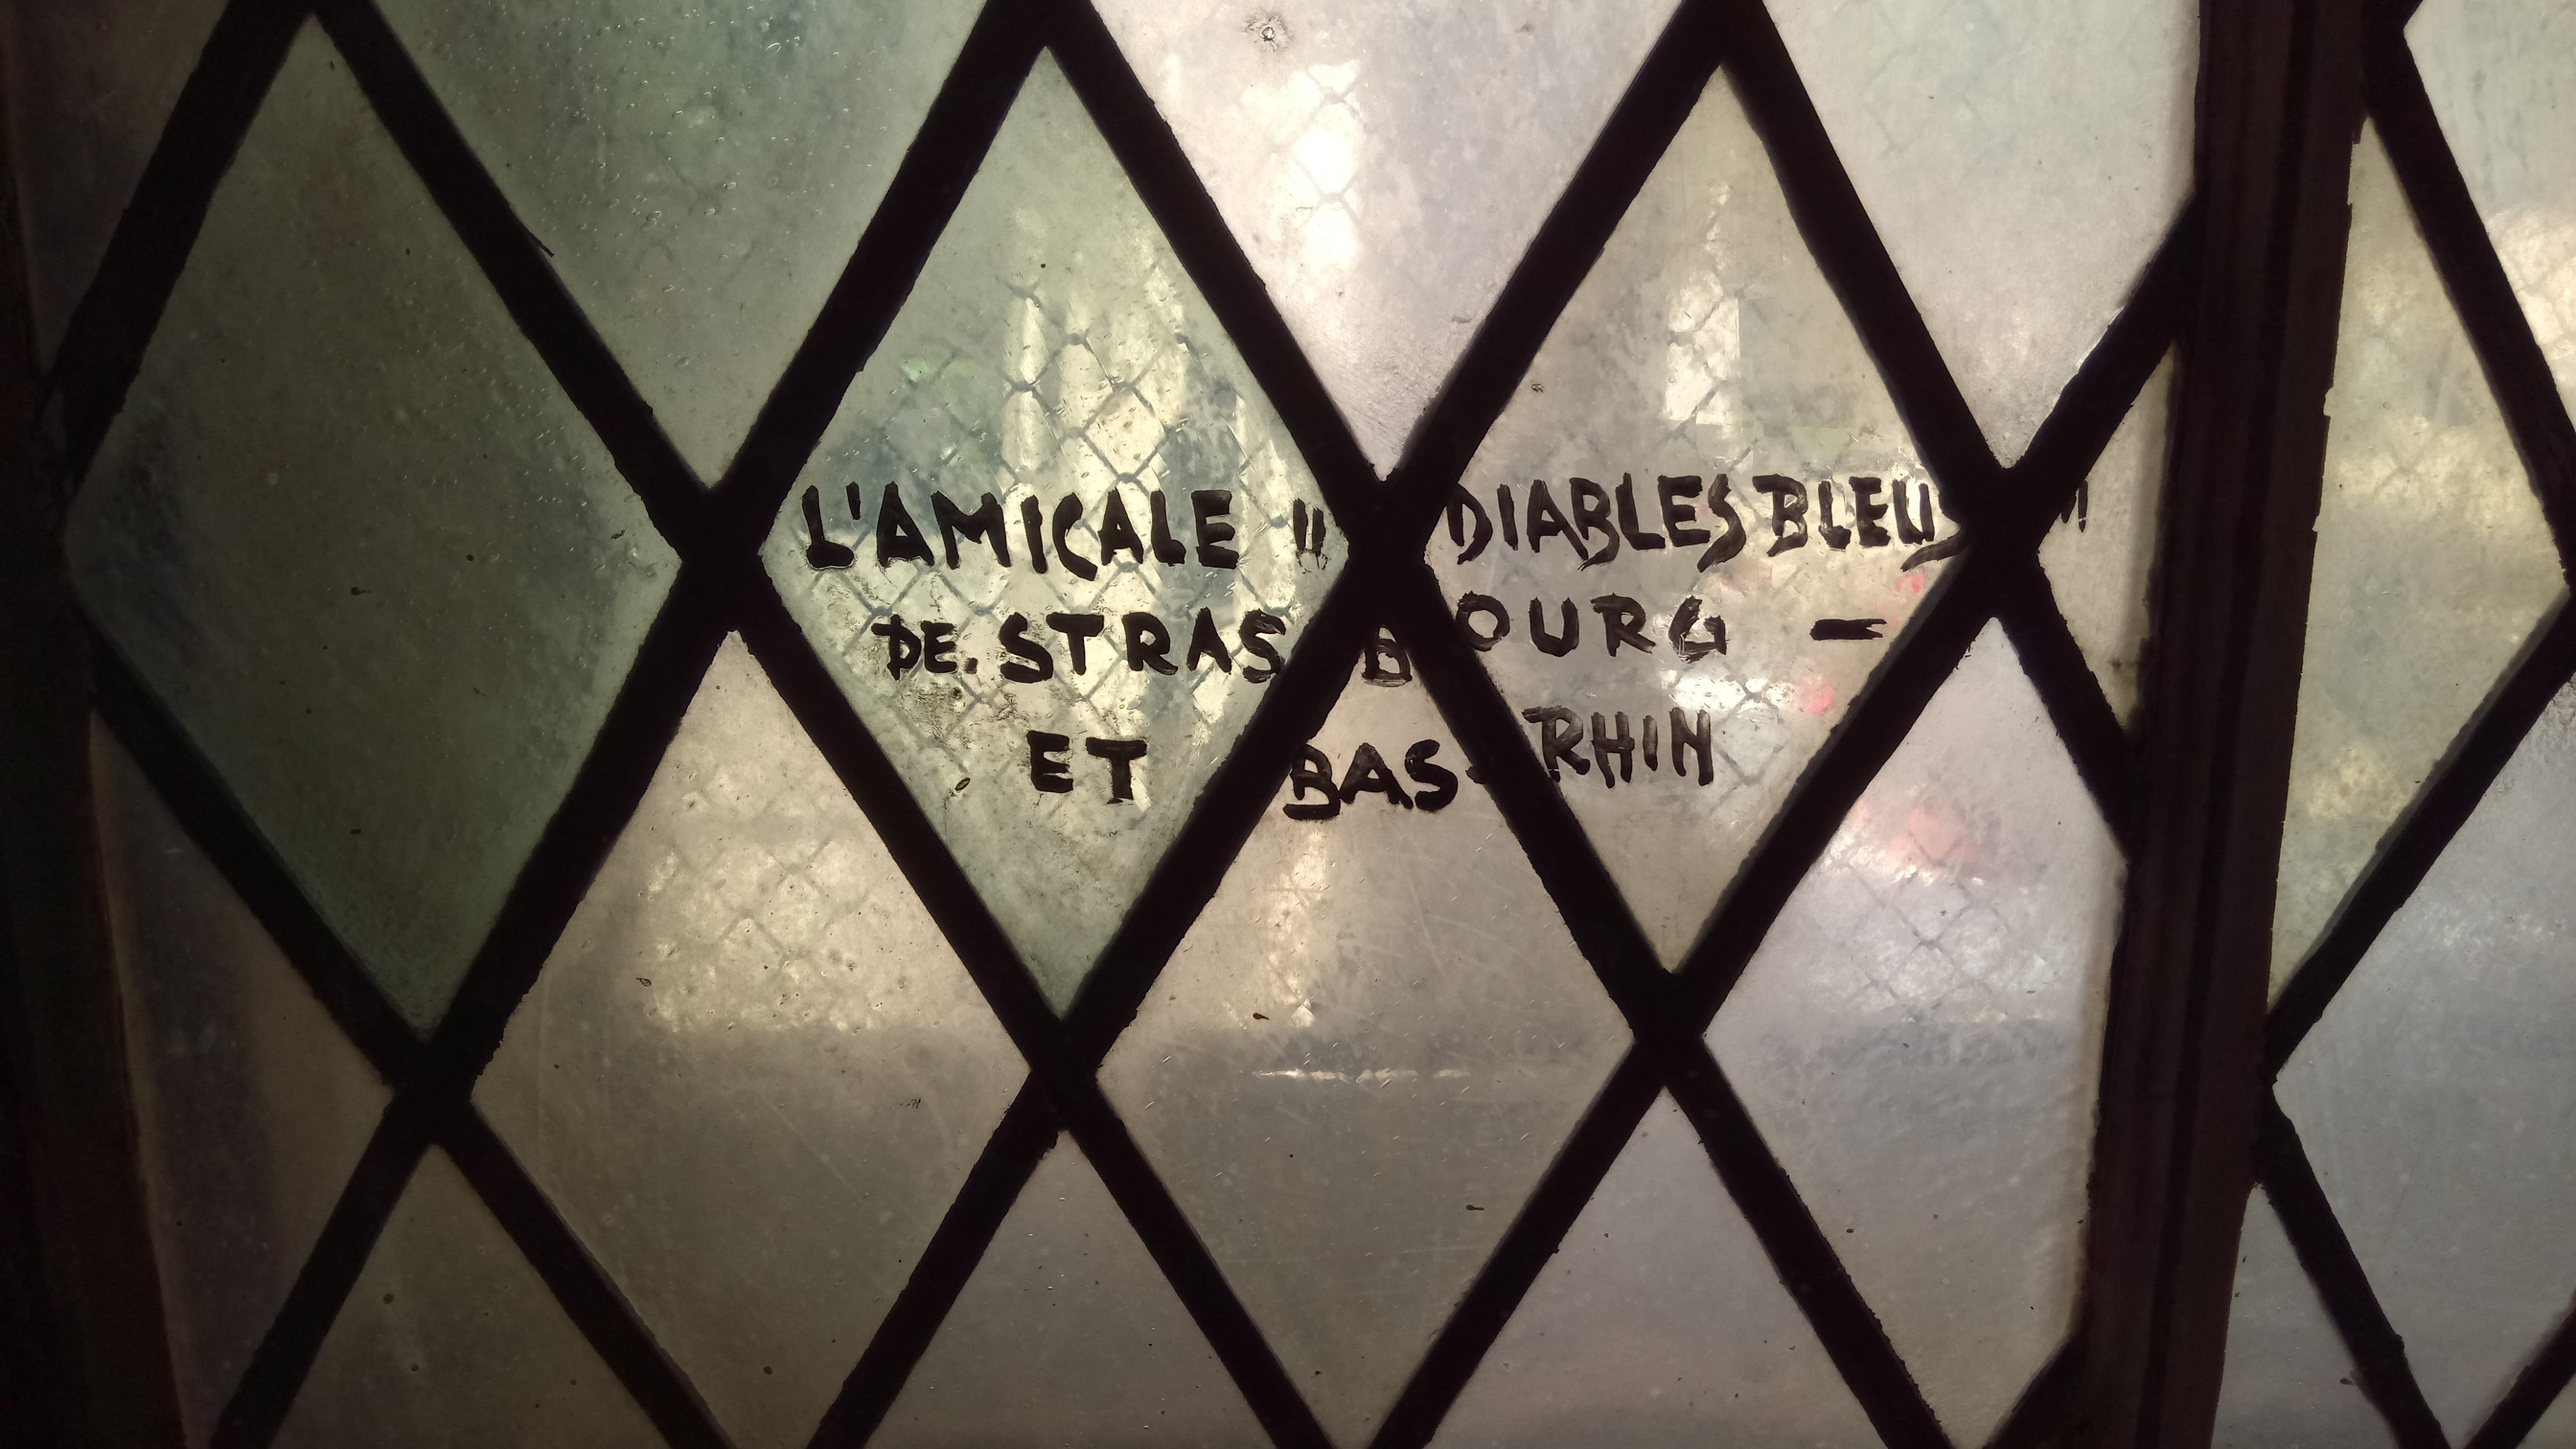 L'AMICALE " DIABLES BLEUS "
DE. STRASBOURG -
ET BAS-RHIN